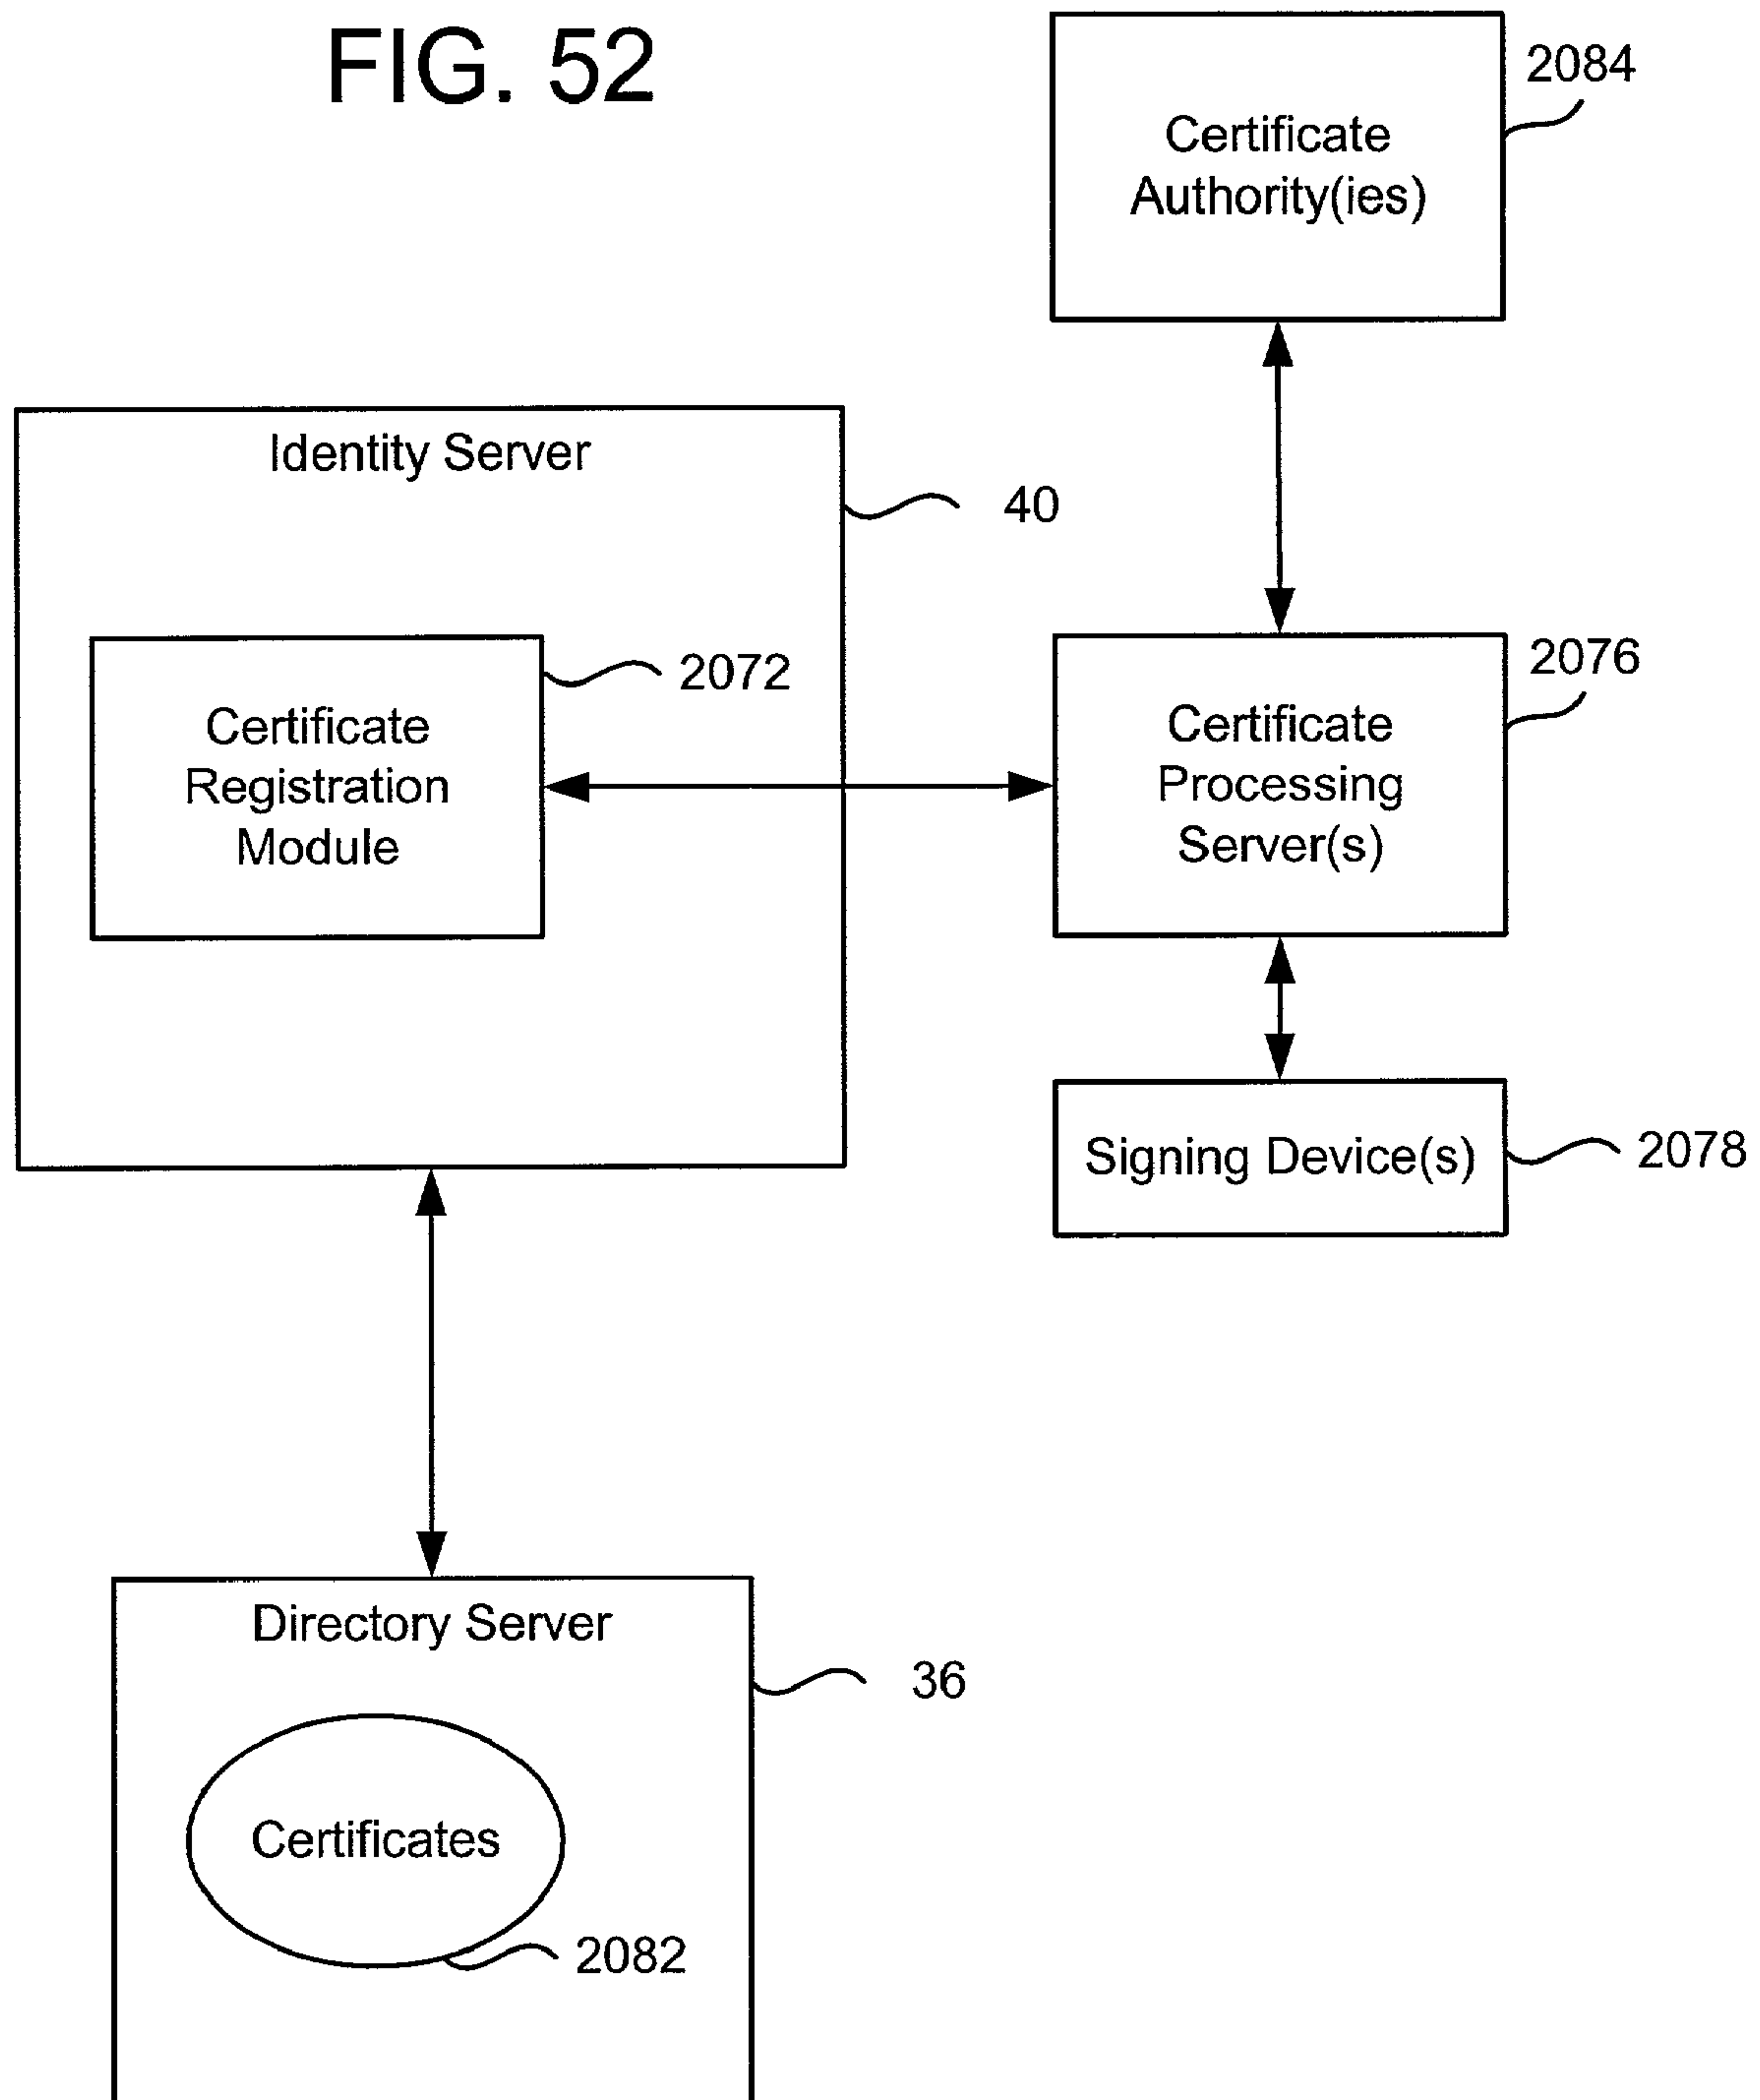 FIG. 52
2084
Certificate
Authority(ies)
Identity Server
40
2072
Certificate
Registration
Module
2076
Certificate
Processing
Server(s)
Signing Device(s)
2078
Directory Server
36
Certificates
2082